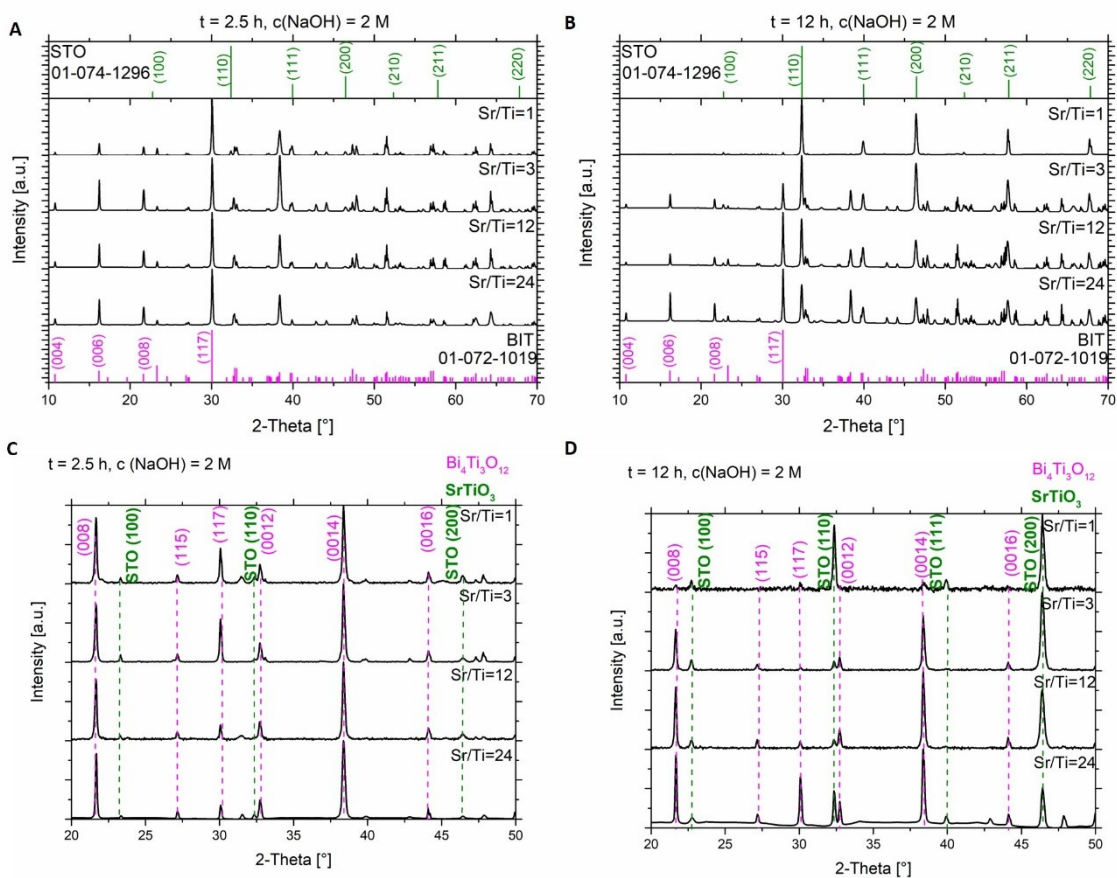 A
t = 2.5 h, c(NaOH) = 2 M
STO
01-074-1296
(100)
(110)
(111)
(200)
(210)
(211)
(220)
Sr/Ti=1
Sr/Ti=3
Sr/Ti=12
Sr/Ti=24
BIT
01-072-1019
(004)
(006)
(008)
(117)
Intensity [a.u.]
10 20 30 40 50 60 70
2-Theta [°]
B
t = 12 h, c(NaOH) = 2 M
STO
01-074-1296
(100)
(110)
(111)
(200)
(210)
(211)
(220)
Sr/Ti=1
Sr/Ti=3
Sr/Ti=12
Sr/Ti=24
BIT
01-072-1019
(004)
(006)
(008)
(117)
Intensity [a.u.]
10 20 30 40 50 60 70
2-Theta [°]
C
t = 2.5 h, c (NaOH) = 2 M
Bi4Ti3O12
SrTiO3
Sr/Ti=1
(008)
STO (100)
(115)
(117)
STO (110)
(0012)
(0014)
(0016)
STO (200)
Sr/Ti=3
Sr/Ti=12
Sr/Ti=24
Intensity [a.u.]
20 25 30 35 40 45 50
2-Theta [°]
D
t = 12 h, c(NaOH) = 2 M
Bi4Ti3O12
SrTiO3
Sr/Ti=1
(008)
STO (100)
(115)
(117)
STO (110)
(0012)
(0014)
STO (111)
(0016)
STO (200)
Sr/Ti=3
Sr/Ti=12
Sr/Ti=24
Intensity [a.u.]
20 25 30 35 40 45 50
2-Theta [°]